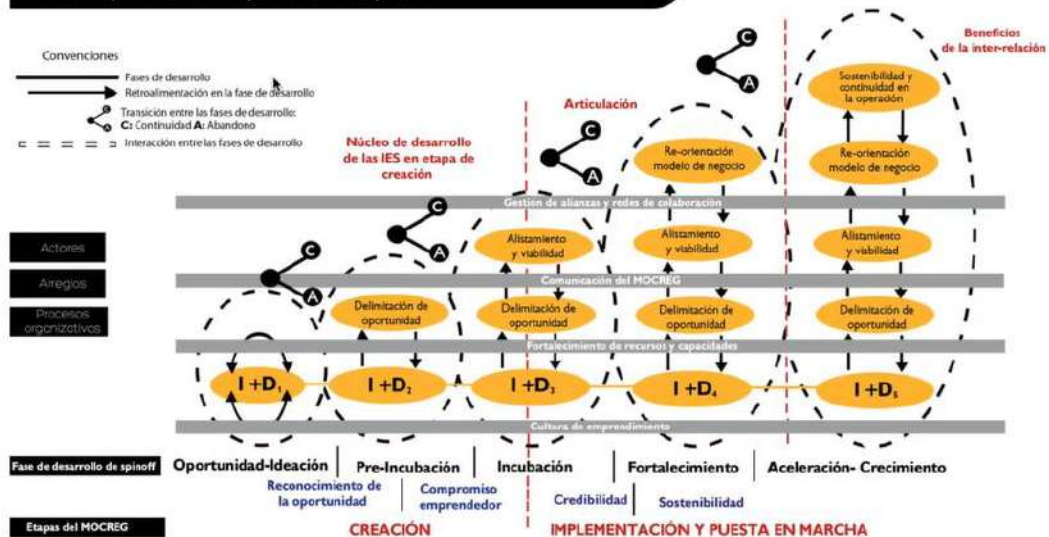 Convenciones
Fases de desarrollo
Retroalimentación en la fase de desarrollo
Transición entre las fases de desarrollo:
C: Continuidad A: Abandono
Interacción entre las fases de desarrollo
Núcleo de desarrollo
de las IES en etapa de
creación
Articulación
Beneficios
de la inter-relación
C
A
C
A
C
A
C
A
C
A
Sostenibilidad y
continuidad en
la operación
Re-orientación
modelo de negocio
Re-orientación
modelo de negocio
Gestión de alianzas y redes de colaboración
Actores
Alistamiento
y viabilidad
Alistamiento
y viabilidad
Alistamiento
y viabilidad
Arreglos
Comunicación del MOCREG
Procesos
organizativos
Delimitación de
oportunidad
Delimitación de
oportunidad
Delimitación de
oportunidad
Delimitación de
oportunidad
Fortalecimiento de recursos y capacidades
I+D1
I+D2
I+D3
I+D4
I+D5
Cultura de emprendimiento
Fase de desarrollo de spinoff
Oportunidad-Ideación
Pre-Incubación
Incubación
Fortalecimiento
Aceleración- Crecimiento
Reconocimiento de
la oportunidad
Compromiso
emprendedor
Credibilidad
Sostenibilidad
Etapas del MOCREG
CREACIÓN
IMPLEMENTACIÓN Y PUESTA EN MARCHA